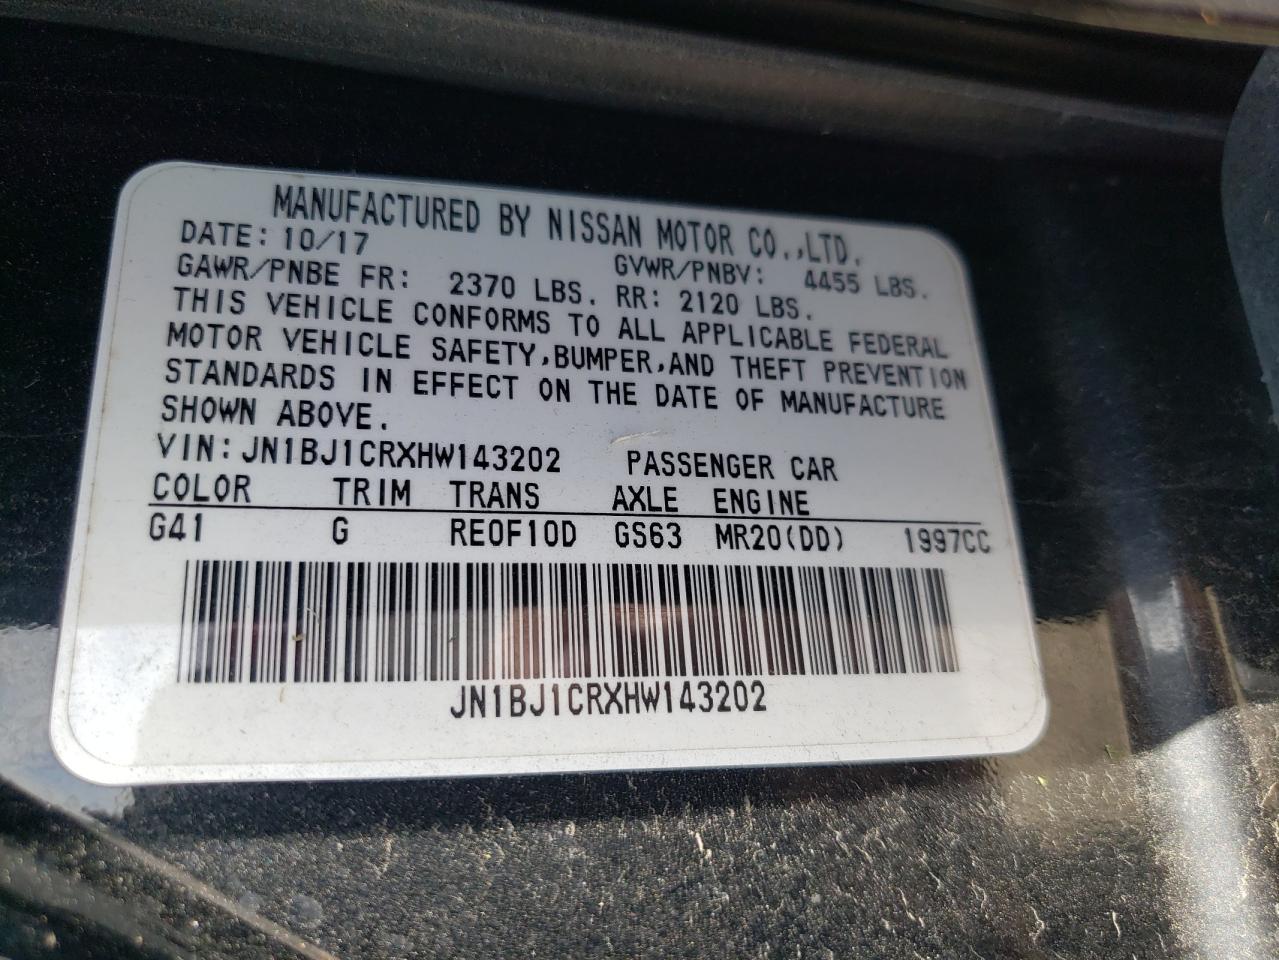 MANUFACTURED BY NISSAN MOTOR CO.,LTD.
DATE: 10/17 GVWR/PNBV: 4455 LBS.
GAWR/PNBE FR: 2370 LBS. RR: 2120 LBS.
THIS VEHICLE CONFORMS TO ALL APPLICABLE FEDERAL
MOTOR VEHICLE SAFETY,BUMPER,AND THEFT PREVENTION
STANDARDS IN EFFECT ON THE DATE OF MANUFACTURE
SHOWN ABOVE.
VIN: JN1BJ1CRXHW143202 PASSENGER CAR
COLOR TRIM TRANS AXLE ENGINE
G41 G RE0F10D GS63 MR20(DD) 1997CC
JN1BJ1CRXHW143202